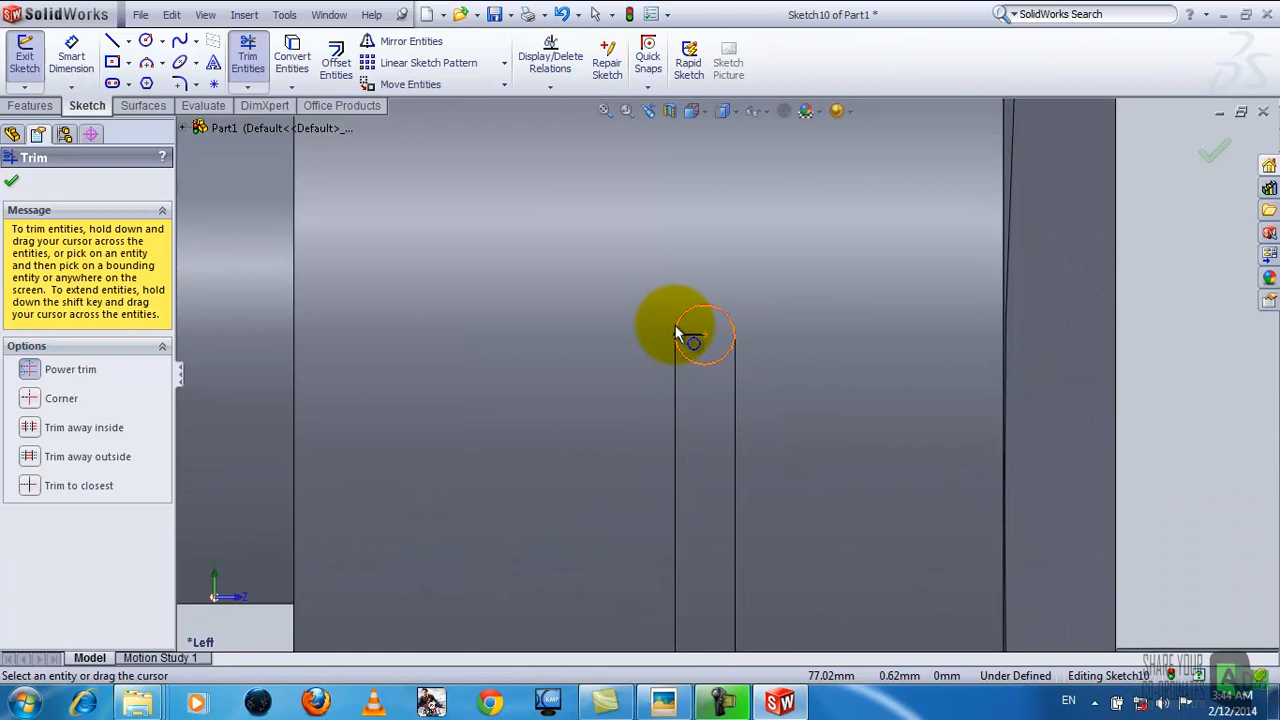 SolidWorks File Edit View Insert Tools Window Help Sketch10 of Part1 * SolidWorks Search
Exit Sketch Smart Dimension Trim Entities Convert Entities Offset Entities Mirror Entities Linear Sketch Pattern Move Entities Display/Delete Relations Repair Sketch Quick Snaps Rapid Sketch Sketch Picture
Features Sketch Surfaces Evaluate DimXpert Office Products
Part1 (Default<<Default>_...
Trim ?
Message
To trim entities, hold down and
drag your cursor across the
entities, or pick on an entity
and then pick on a bounding
entity or anywhere on the
screen. To extend entities, hold
down the shift key and drag
your cursor across the entities.
Options
Power trim
Corner
Trim away inside
Trim away outside
Trim to closest
Z
*Left
Model Motion Study 1
Select an entity or drag the cursor 77.02mm 0.62mm 0mm Under Defined Editing Sketch10
SHARE YOUR
EN 3:44 AM
2/12/2014